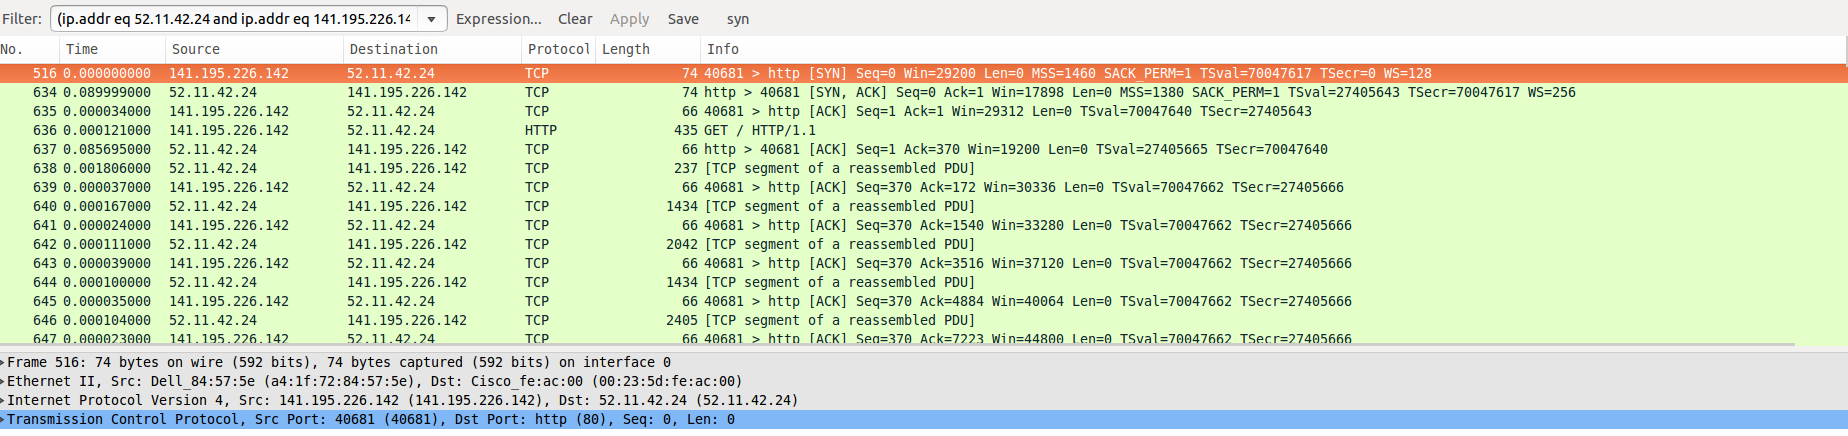 Filter: (ip.addr eq 52.11.42.24 and ip.addr eq 141.195.226.14 Expression... Clear Apply Save syn
No. Time Source Destination Protocol Length Info
516 0.000000000 141.195.226.142 52.11.42.24 TCP 74 40681 > http [SYN] Seq=0 Win=29200 Len=0 MSS=1460 SACK_PERM=1 TSval=70047617 TSecr=0 WS=128
634 0.089999000 52.11.42.24 141.195.226.142 TCP 74 http > 40681 [SYN, ACK] Seq=0 Ack=1 Win=17898 Len=0 MSS=1380 SACK_PERM=1 TSval=27405643 TSecr=70047617 WS=256
635 0.000034000 141.195.226.142 52.11.42.24 TCP 66 40681 > http [ACK] Seq=1 Ack=1 Win=29312 Len=0 TSval=70047640 TSecr=27405643
636 0.000121000 141.195.226.142 52.11.42.24 HTTP 435 GET / HTTP/1.1
637 0.085695000 52.11.42.24 141.195.226.142 TCP 66 http > 40681 [ACK] Seq=1 Ack=370 Win=19200 Len=0 TSval=27405665 TSecr=70047640
638 0.001806000 52.11.42.24 141.195.226.142 TCP 237 [TCP segment of a reassembled PDU]
639 0.000037000 141.195.226.142 52.11.42.24 TCP 66 40681 > http [ACK] Seq=370 Ack=172 Win=30336 Len=0 TSval=70047662 TSecr=27405666
640 0.000167000 52.11.42.24 141.195.226.142 TCP 1434 [TCP segment of a reassembled PDU]
641 0.000024000 141.195.226.142 52.11.42.24 TCP 66 40681 > http [ACK] Seq=370 Ack=1540 Win=33280 Len=0 TSval=70047662 TSecr=27405666
642 0.000111000 52.11.42.24 141.195.226.142 TCP 2042 [TCP segment of a reassembled PDU]
643 0.000039000 141.195.226.142 52.11.42.24 TCP 66 40681 > http [ACK] Seq=370 Ack=3516 Win=37120 Len=0 TSval=70047662 TSecr=27405666
644 0.000100000 52.11.42.24 141.195.226.142 TCP 1434 [TCP segment of a reassembled PDU]
645 0.000035000 141.195.226.142 52.11.42.24 TCP 66 40681 > http [ACK] Seq=370 Ack=4884 Win=40064 Len=0 TSval=70047662 TSecr=27405666
646 0.000104000 52.11.42.24 141.195.226.142 TCP 2405 [TCP segment of a reassembled PDU]
647 0.000023000 141.195.226.142 52.11.42.24 TCP 66 40681 > http [ACK] Seq=370 Ack=7223 Win=44800 Len=0 TSval=70047662 TSecr=27405666
Frame 516: 74 bytes on wire (592 bits), 74 bytes captured (592 bits) on interface 0
Ethernet II, Src: Dell_84:57:5e (a4:1f:72:84:57:5e), Dst: Cisco_fe:ac:00 (00:23:5d:fe:ac:00)
Internet Protocol Version 4, Src: 141.195.226.142 (141.195.226.142), Dst: 52.11.42.24 (52.11.42.24)
Transmission Control Protocol, Src Port: 40681 (40681), Dst Port: http (80), Seq: 0, Len: 0